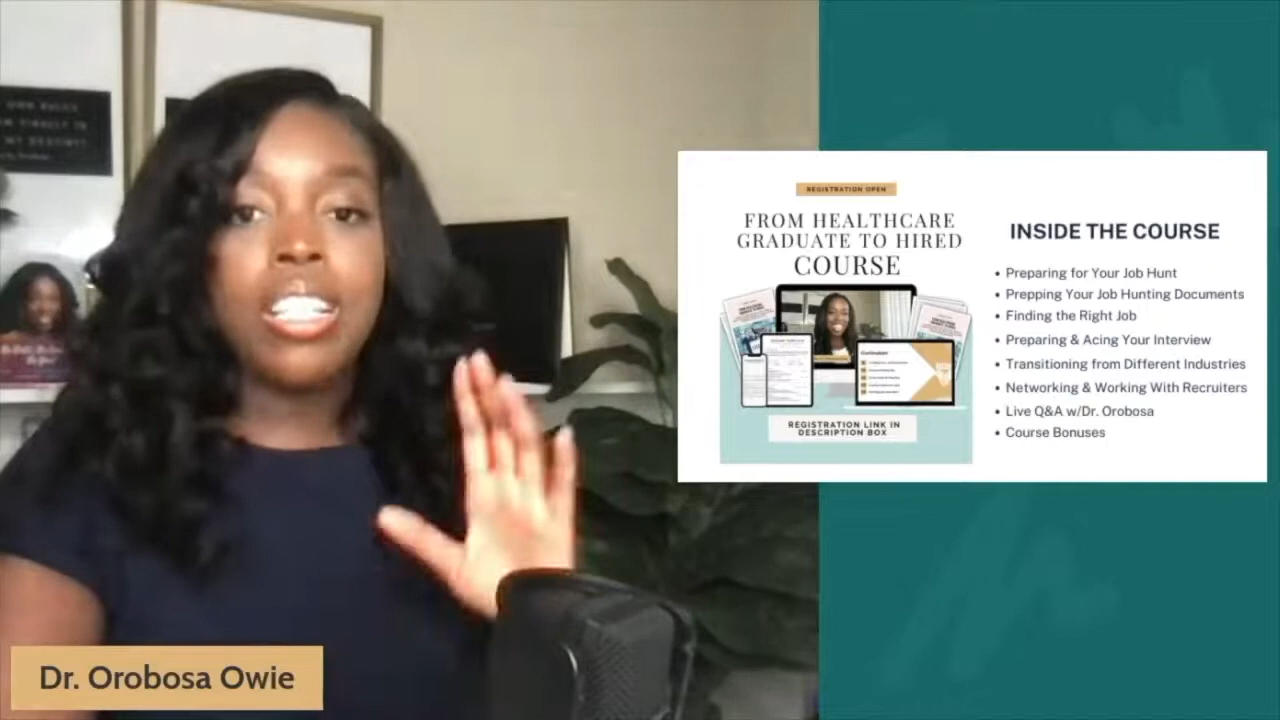 Dr. Orobosa Owie
REGISTRATION OPEN
FROM HEALTHCARE
GRADUATE TO HIRED
COURSE
REGISTRATION LINK IN
DESCRIPTION BOX
INSIDE THE COURSE
• Preparing for Your Job Hunt
• Prepping Your Job Hunting Documents
• Finding the Right Job
• Preparing & Acing Your Interview
• Transitioning from Different Industries
• Networking & Working With Recruiters
• Live Q&A w/Dr. Orobosa
• Course Bonuses